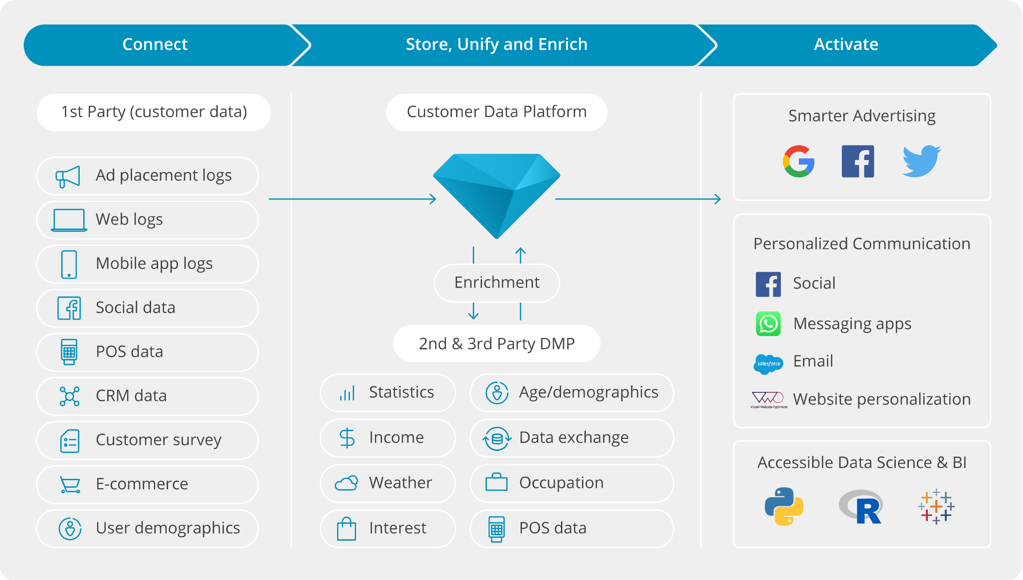 Connect
Store, Unify and Enrich
Activate
1st Party (customer data)
Ad placement logs
Web logs
Mobile app logs
Social data
POS data
CRM data
Customer survey
E-commerce
User demographics
Customer Data Platform
Enrichment
2nd & 3rd Party DMP
Statistics
Age/demographics
Income
Data exchange
Weather
Occupation
Interest
POS data
Smarter Advertising
Personalized Communication
Social
Messaging apps
salesforce
Email
VWO
Visual Website Optimizer
Website personalization
Accessible Data Science & BI
R